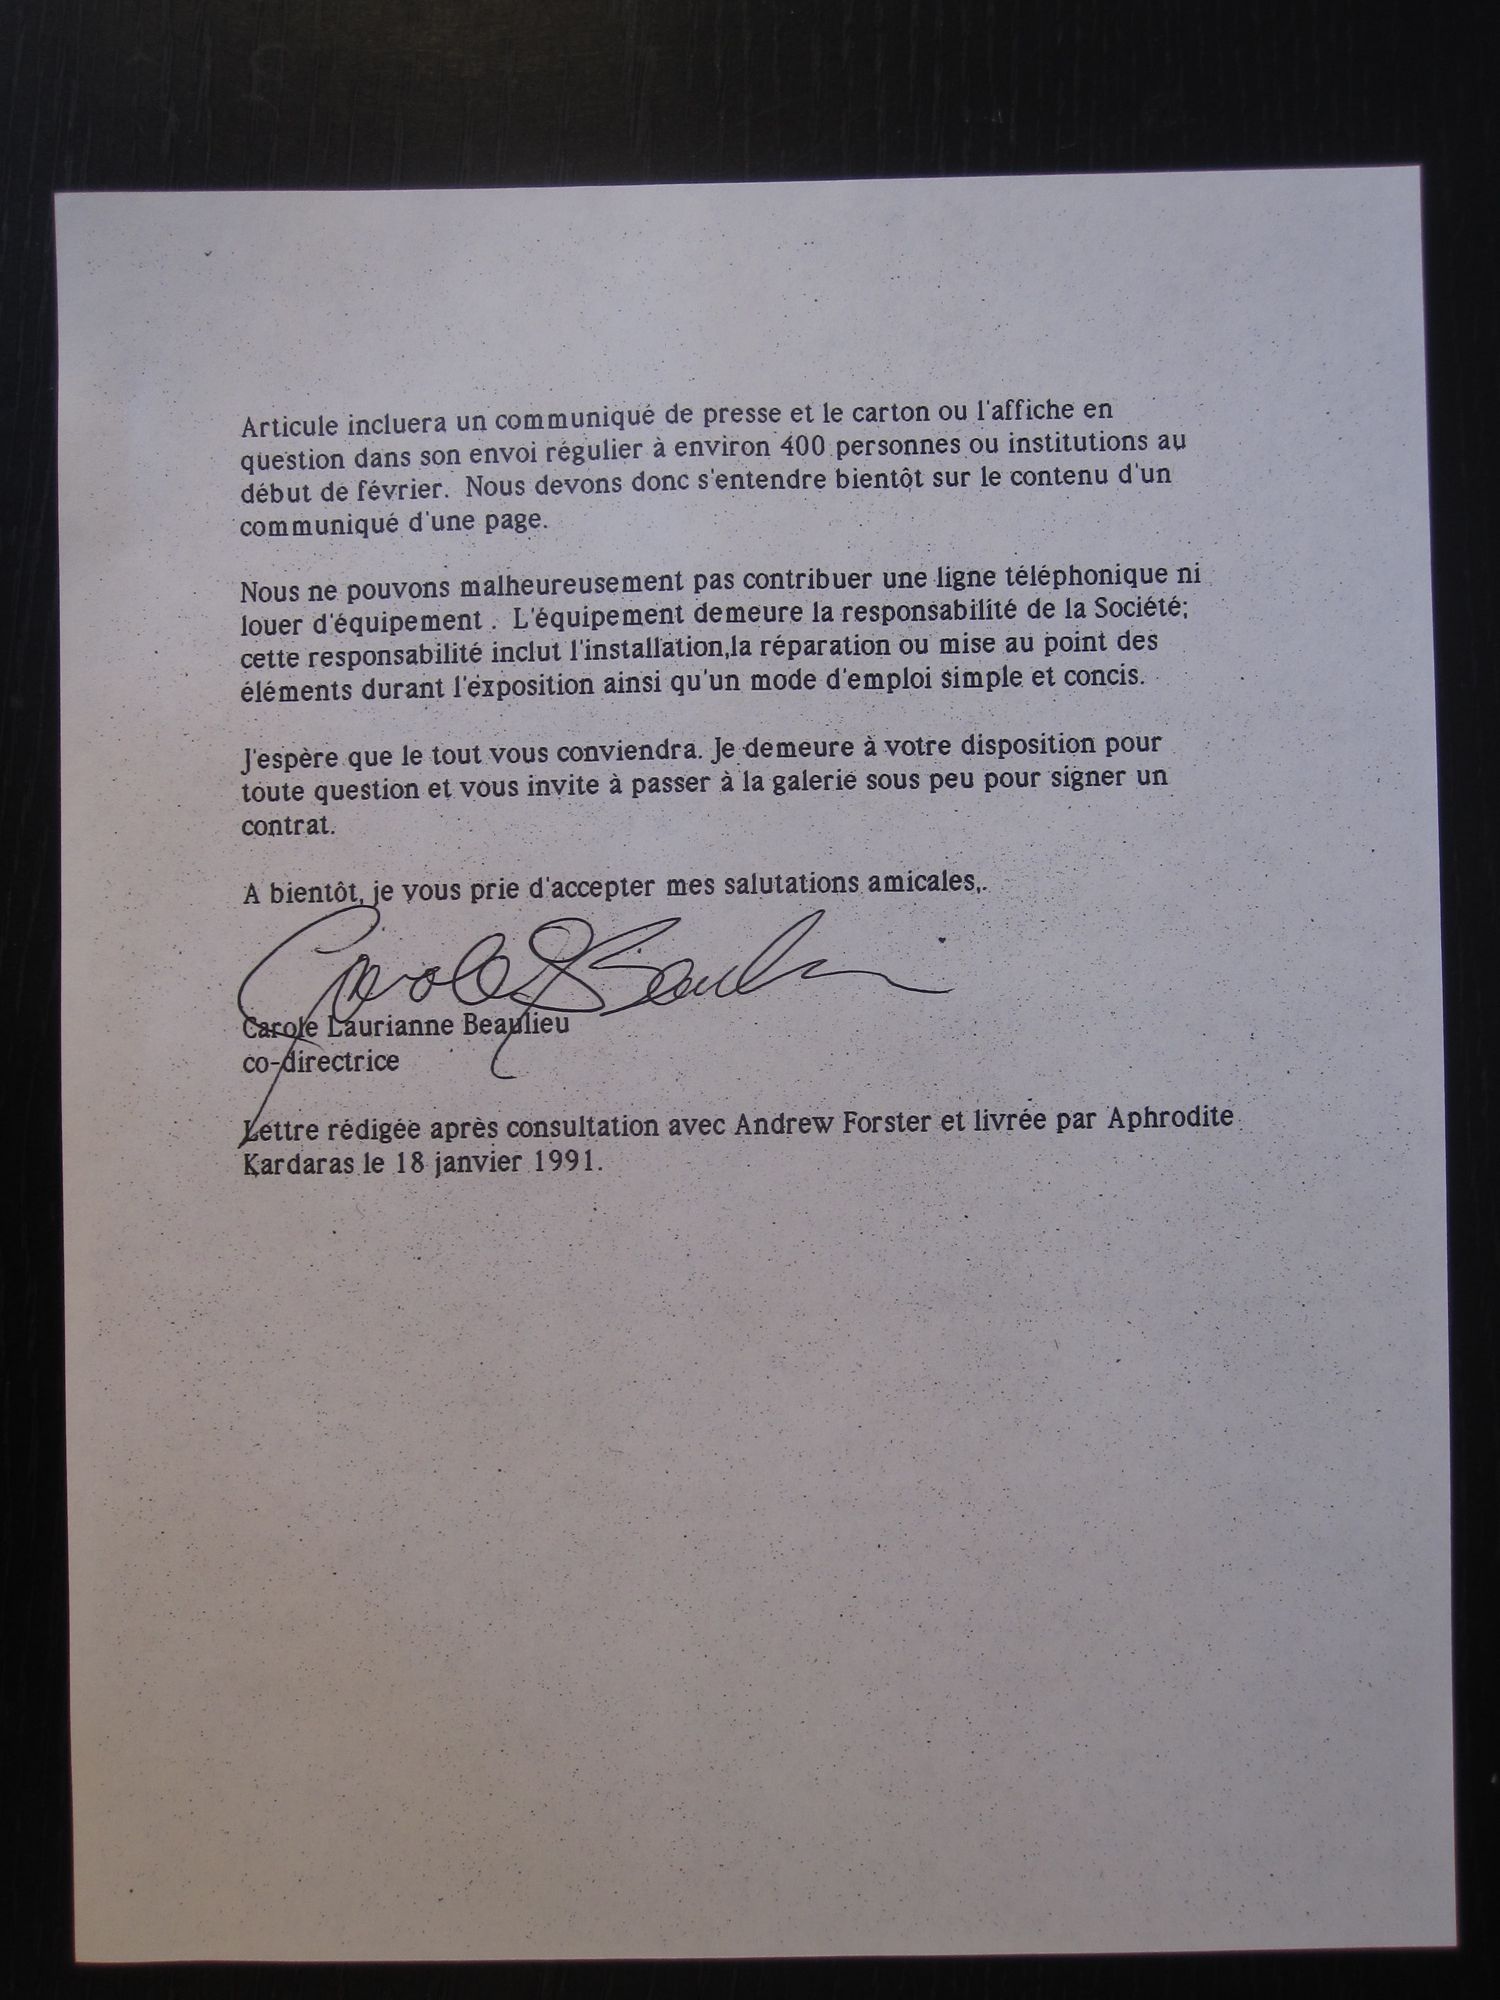 Articule incluera un communiqué de presse et le carton ou l'affiche en
question dans son envoi régulier à environ 400 personnes ou institutions au
début de février. Nous devons donc s'entendre bientôt sur le contenu d'un
communiqué d'une page.
Nous ne pouvons malheureusement pas contribuer une ligne téléphonique ni
louer d'équipement . L'équipement demeure la responsabilité de la Société;
cette responsabilité inclut l'installation,la réparation ou mise au point des
éléments durant l'exposition ainsi qu'un mode d'emploi simple et concis.
J'espère que le tout vous conviendra. Je demeure à votre disposition pour
toute question et vous invite à passer à la galerie sous peu pour signer un
contrat.
A bientôt, je vous prie d'accepter mes salutations amicales,.
Carole L Beaulieu
Carole Laurianne Beaulieu
co-directrice
Lettre rédigée après consultation avec Andrew Forster et livrée par Aphrodite
Kardaras le 18 janvier 1991.